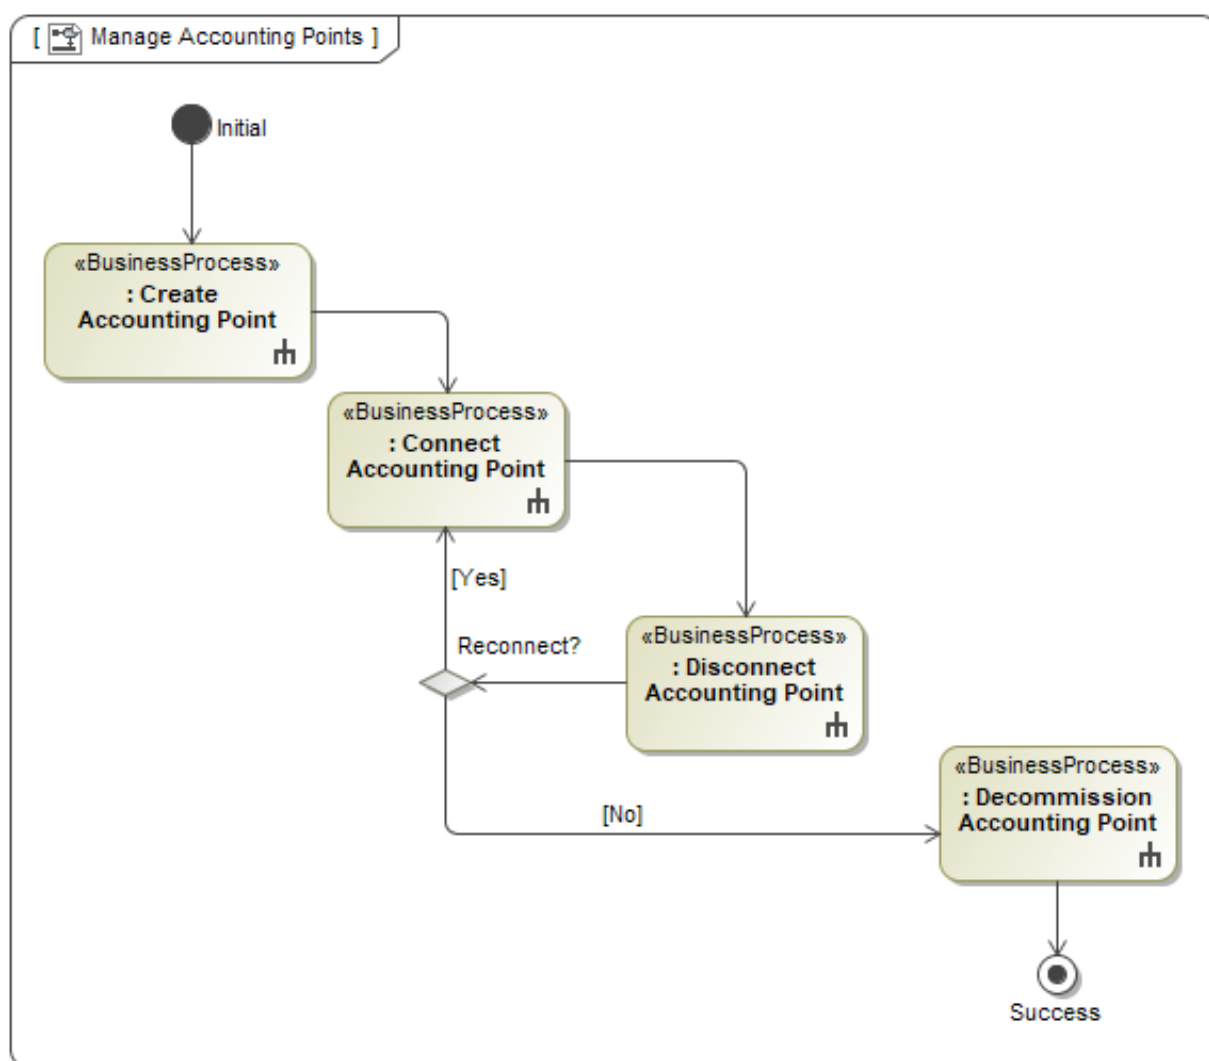 [ Manage Accounting Points ]
Initial
«BusinessProcess»
: Create
Accounting Point
«BusinessProcess»
: Connect
Accounting Point
[Yes]
Reconnect?
«BusinessProcess»
: Disconnect
Accounting Point
[No]
«BusinessProcess»
: Decommission
Accounting Point
Success